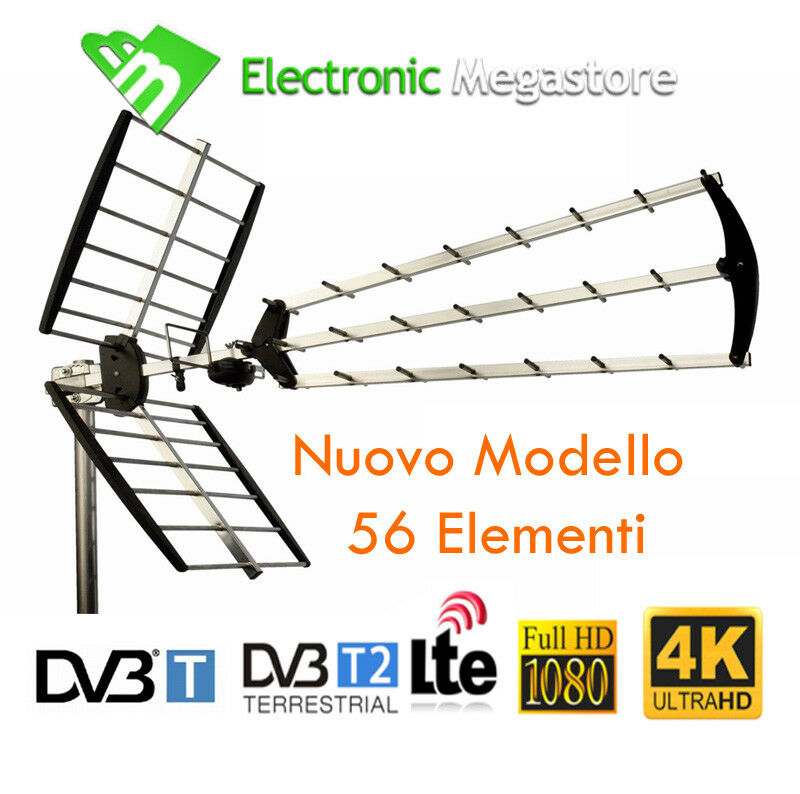 Electronic Megastore
Nuovo Modello
56 Elementi
DVB® T
DVB T2
TERRESTRIAL
Lte
Full HD
1080
4K
ULTRAHD